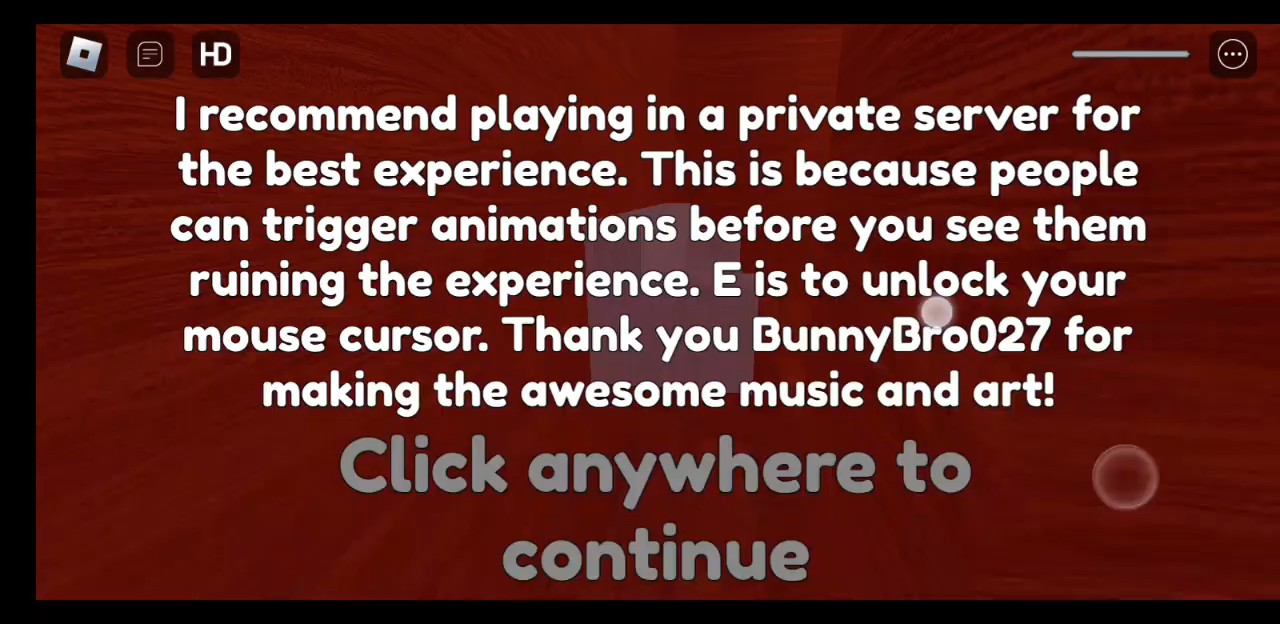 HD
I recommend playing in a private server for
the best experience. This is because people
can trigger animations before you see them
ruining the experience. E is to unlock your
mouse cursor. Thank you BunnyBro027 for
making the awesome music and art!
Click anywhere to
continue